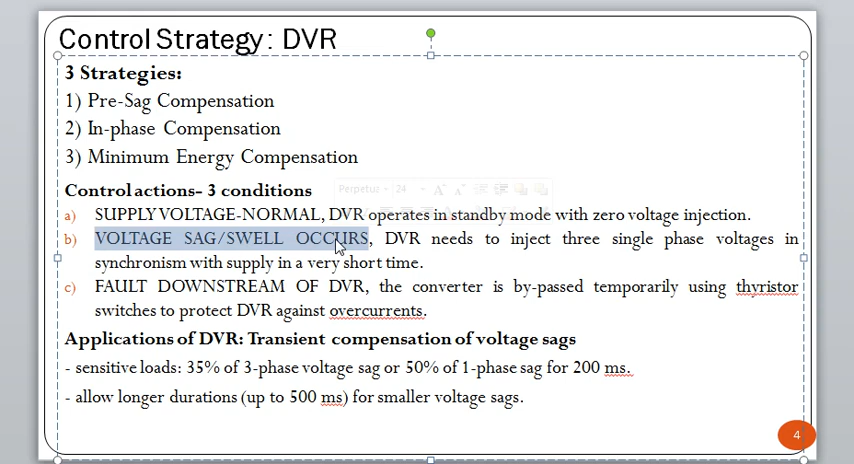 Control Strategy: DVR
3 Strategies:
1) Pre-Sag Compensation
2) In-phase Compensation
3) Minimum Energy Compensation
Control actions- 3 conditions
a) SUPPLY VOLTAGE-NORMAL, DVR operates in standby mode with zero voltage injection.
b) VOLTAGE SAG/SWELL OCCURS, DVR needs to inject three single phase voltages in
synchronism with supply in a very short time.
c) FAULT DOWNSTREAM OF DVR, the converter is by-passed temporarily using thyristor
switches to protect DVR against overcurrents.
Applications of DVR: Transient compensation of voltage sags
- sensitive loads: 35% of 3-phase voltage sag or 50% of 1-phase sag for 200 ms.
- allow longer durations (up to 500 ms) for smaller voltage sags.
Perpetua 24
4